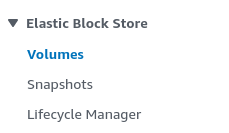 Elastic Block Store
Volumes
Snapshots
Lifecycle Manager